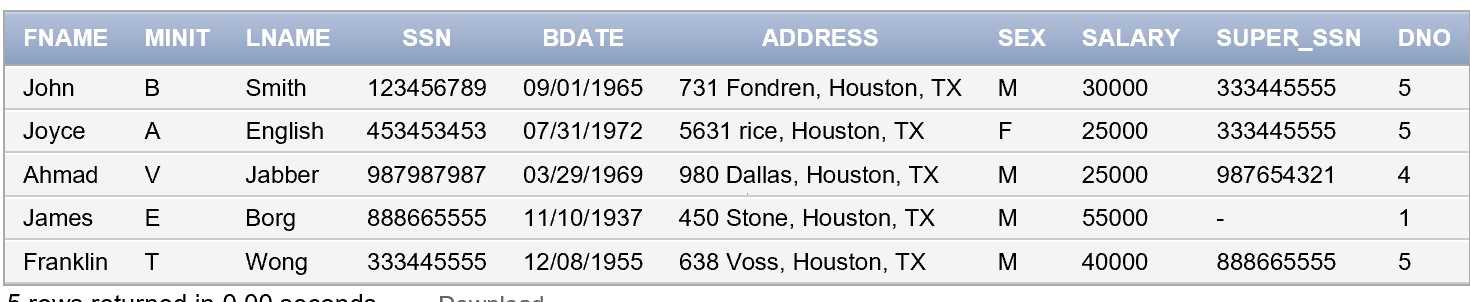 FNAME MINIT LNAME SSN BDATE ADDRESS SEX SALARY SUPER_SSN DNO
John B Smith 123456789 09/01/1965 731 Fondren, Houston, TX M 30000 333445555 5
Joyce A English 453453453 07/31/1972 5631 rice, Houston, TX F 25000 333445555 5
Ahmad V Jabber 987987987 03/29/1969 980 Dallas, Houston, TX M 25000 987654321 4
James E Borg 888665555 11/10/1937 450 Stone, Houston, TX M 55000 - 1
Franklin T Wong 333445555 12/08/1955 638 Voss, Houston, TX M 40000 888665555 5
5 rows returned in 0.00 seconds Download